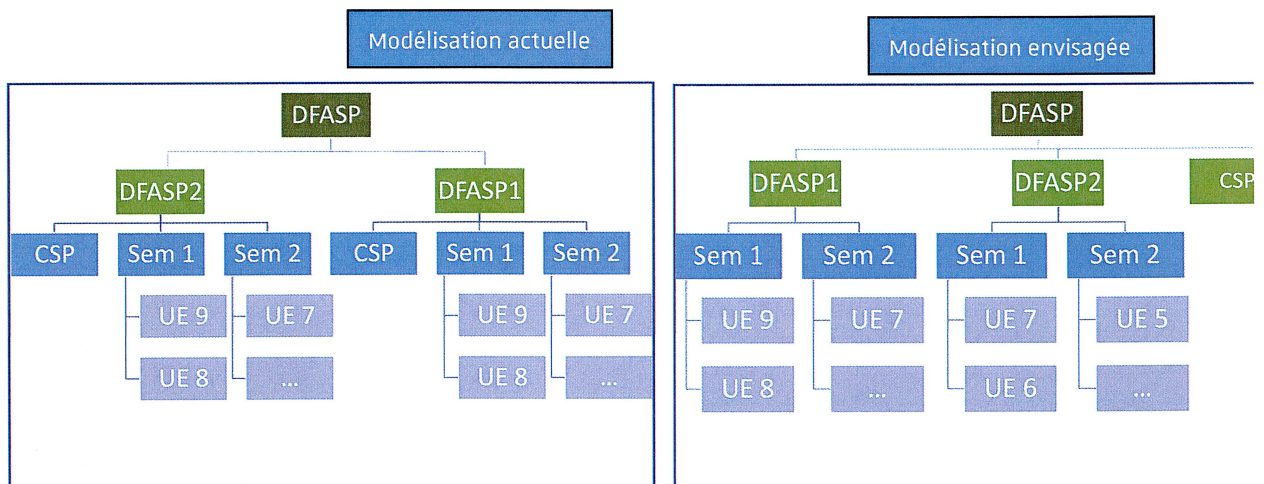 Modélisation actuelle
DFASP
DFASP2 DFASP1
CSP Sem 1 Sem 2 CSP Sem 1 Sem 2
UE 9 UE 7 UE 9 UE 7
UE 8 ... UE 8 ...
Modélisation envisagée
DFASP
DFASP1 DFASP2 CSP
Sem 1 Sem 2 Sem 1 Sem 2
UE 9 UE 7 UE 7 UE 5
UE 8 ... UE 6 ...